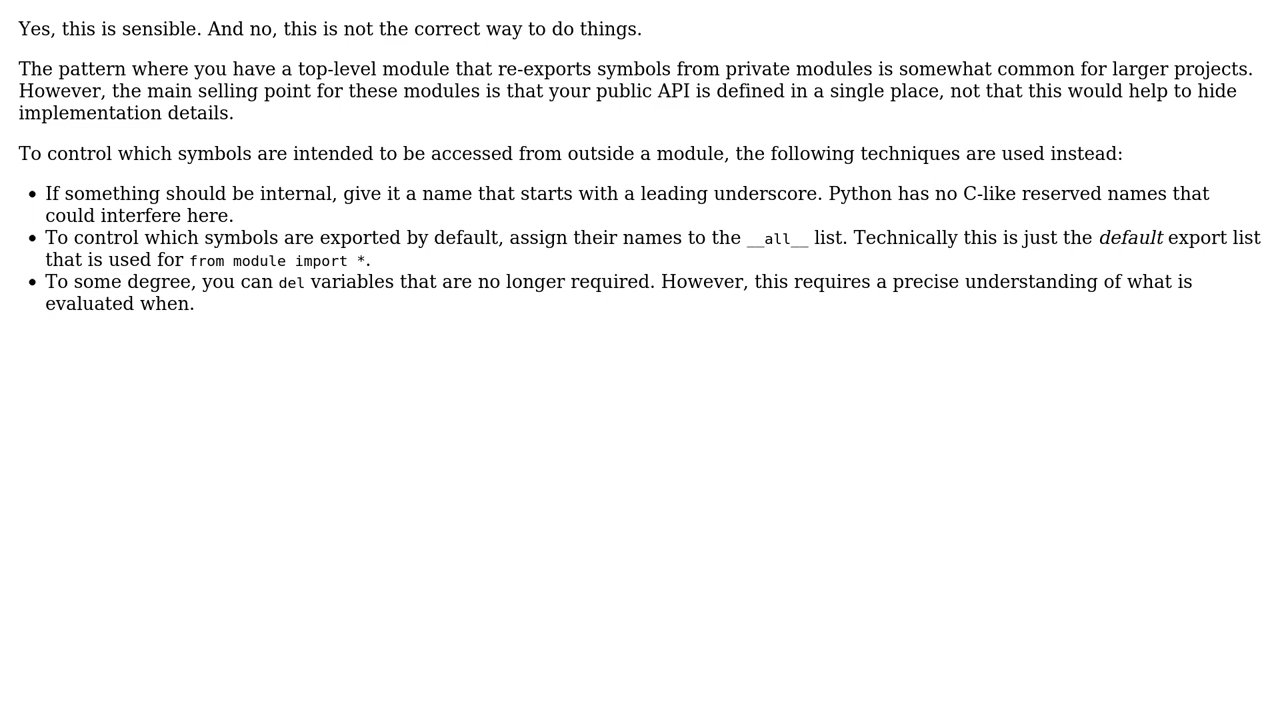 Yes, this is sensible. And no, this is not the correct way to do things.
The pattern where you have a top-level module that re-exports symbols from private modules is somewhat common for larger projects.
However, the main selling point for these modules is that your public API is defined in a single place, not that this would help to hide
implementation details.
To control which symbols are intended to be accessed from outside a module, the following techniques are used instead:
• If something should be internal, give it a name that starts with a leading underscore. Python has no C-like reserved names that
could interfere here.
• To control which symbols are exported by default, assign their names to the __all__ list. Technically this is just the default export list
that is used for from module import *.
• To some degree, you can del variables that are no longer required. However, this requires a precise understanding of what is
evaluated when.